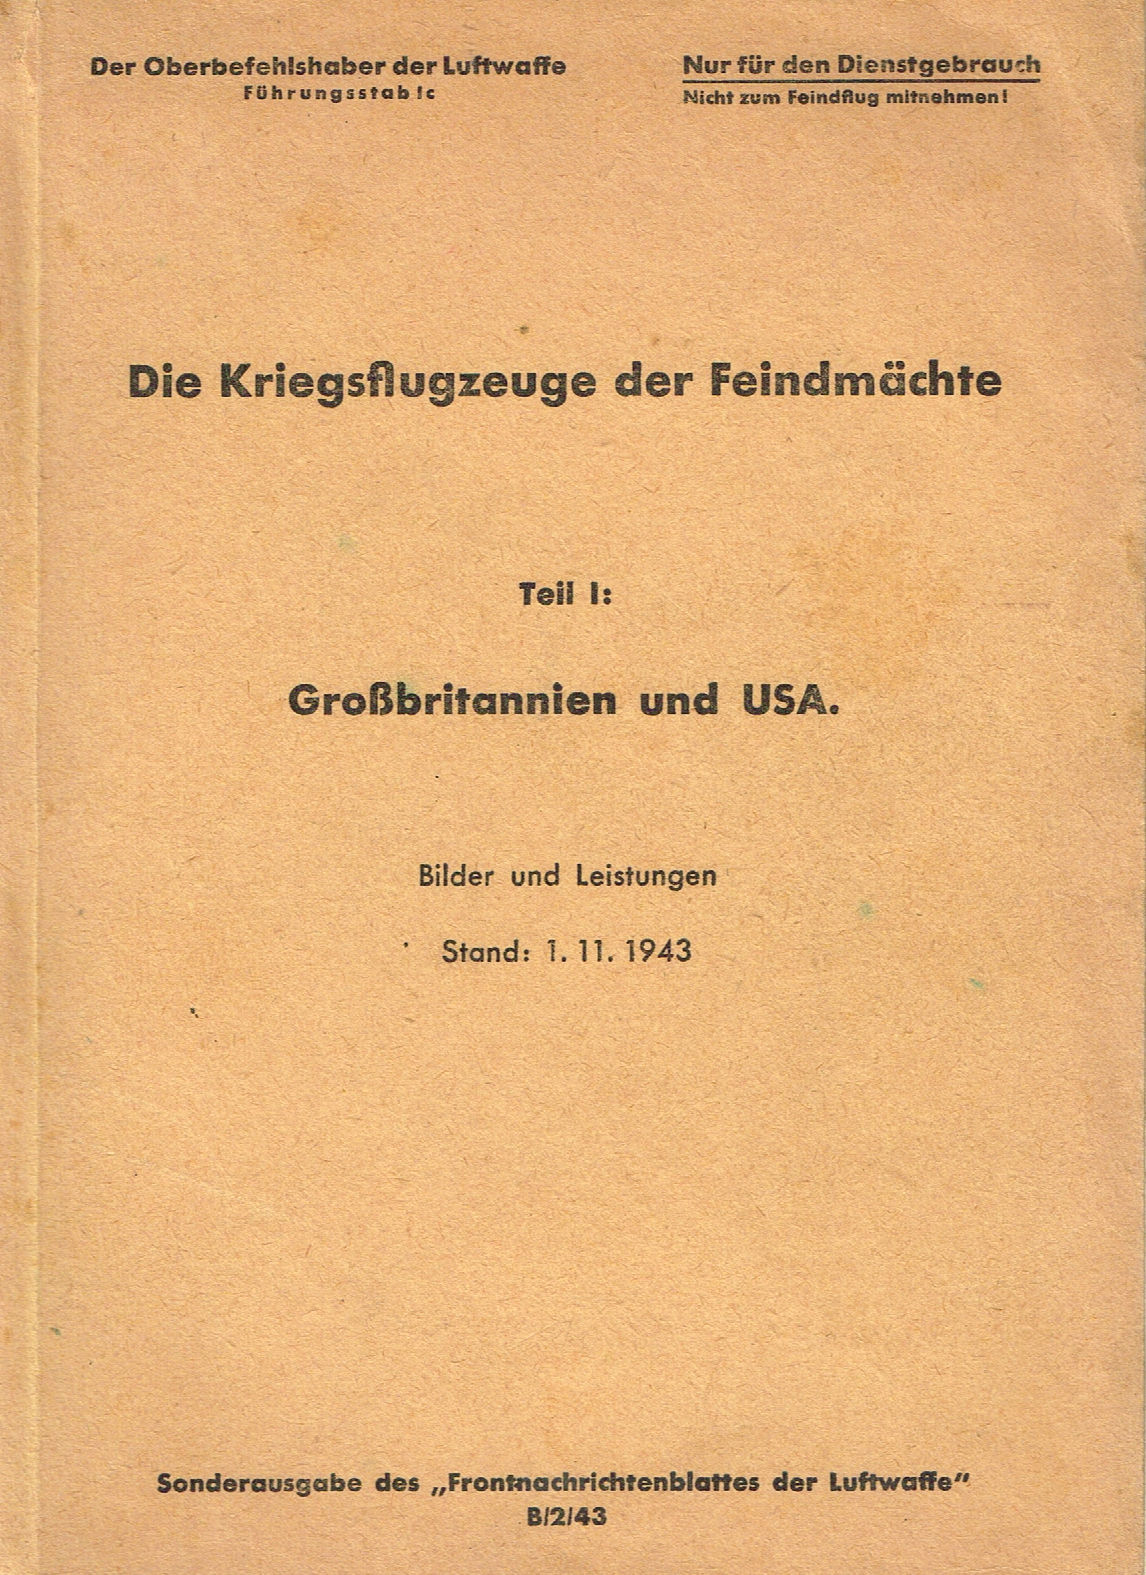 Der Oberbefehlshaber der Luftwaffe
Führungsstab Ic
Nur für den Dienstgebrauch
Nicht zum Feindflug mitnehmen!
Die Kriegsflugzeuge der Feindmächte
Teil I:
Großbritannien und USA.
Bilder und Leistungen
Stand: 1. 11. 1943
Sonderausgabe des „Frontnachrichtenblattes der Luftwaffe“
B/2/43